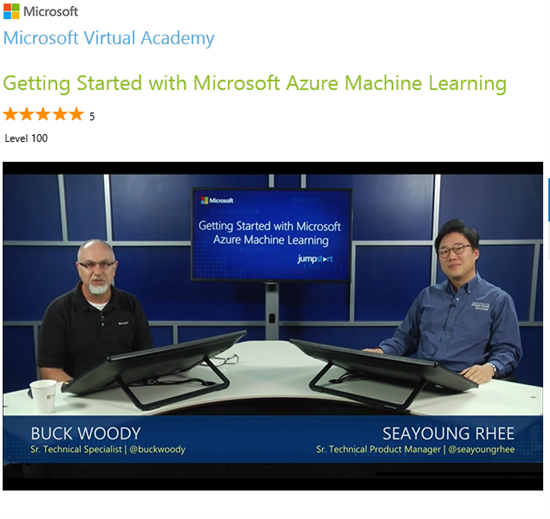 Microsoft
Microsoft Virtual Academy
Getting Started with Microsoft Azure Machine Learning
5
Level 100
Microsoft
Getting Started with Microsoft
Azure Machine Learning
jumpstart
BUCK WOODY
Sr. Technical Specialist | @buckwoody
SEAYOUNG RHEE
Sr. Technical Product Manager | @seayoungrhee